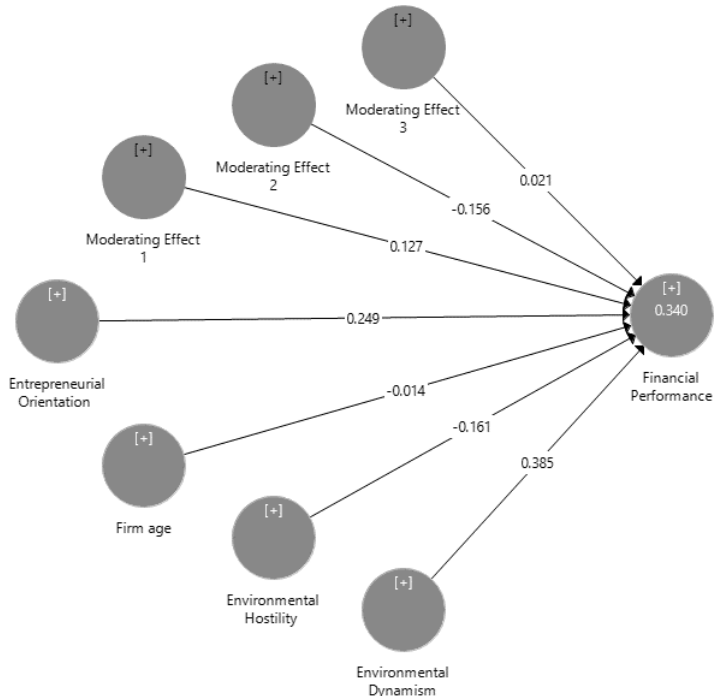 [+]
Moderating Effect
3
[+]
Moderating Effect
2
[+]
Moderating Effect
1
0.021
-0.156
0.127
[+]
Entrepreneurial
Orientation
0.249
[+]
0.340
Financial
Performance
-0.014
[+]
Firm age
-0.161
[+]
Environmental
Hostility
0.385
[+]
Environmental
Dynamism